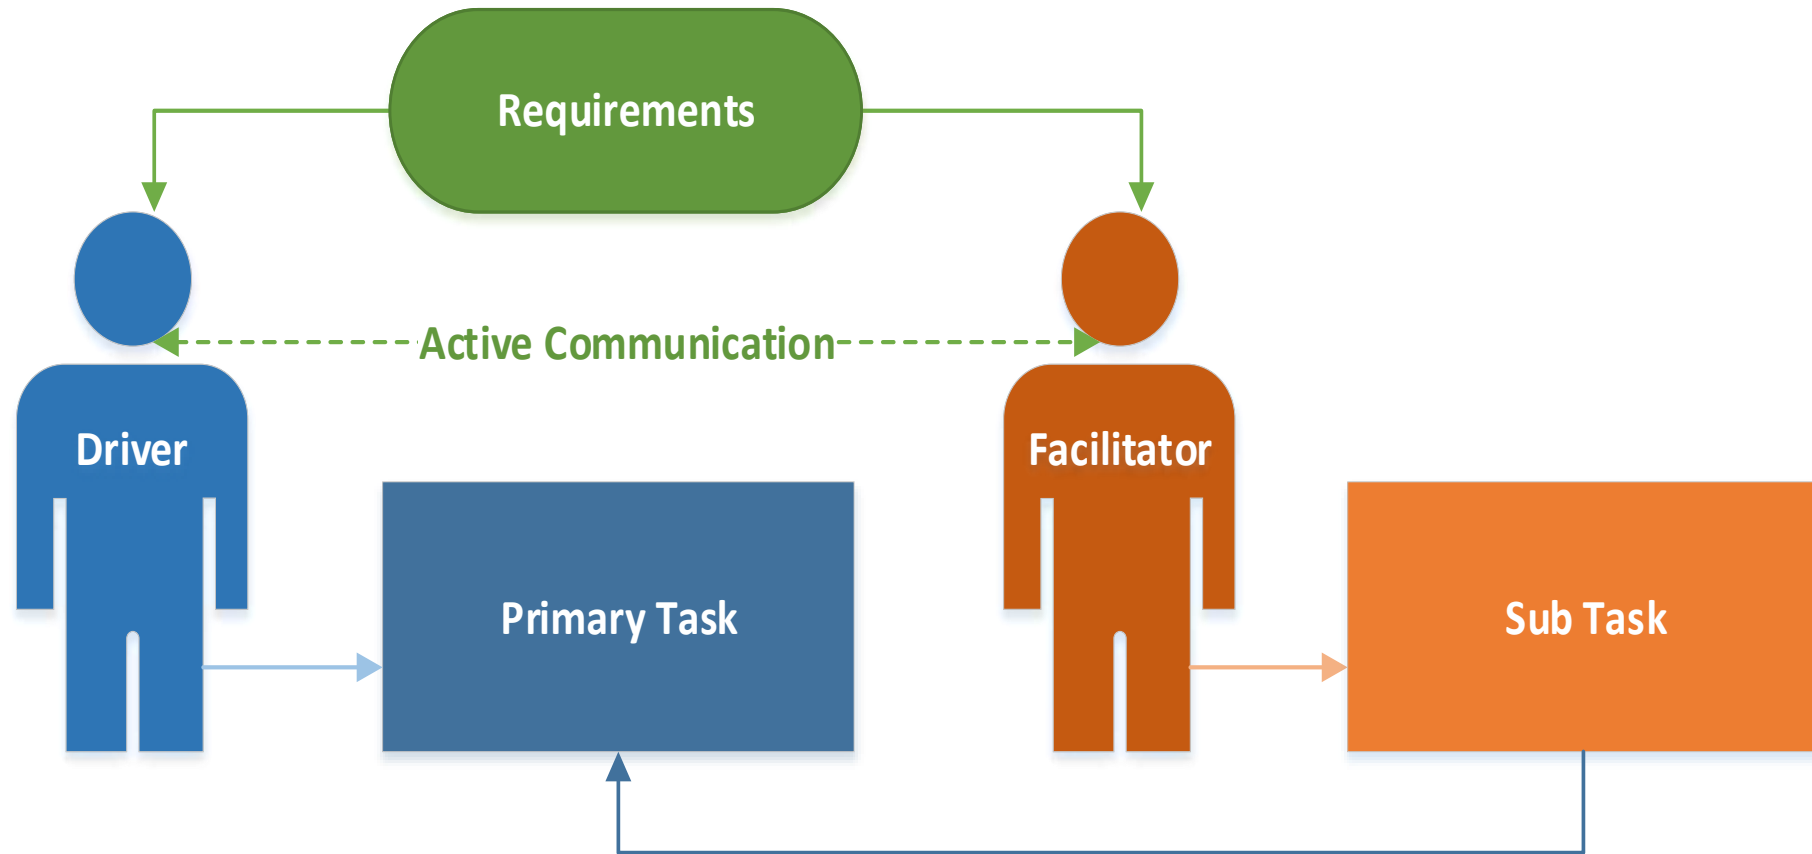 Requirements
Active Communication
Driver
Facilitator
Primary Task
Sub Task